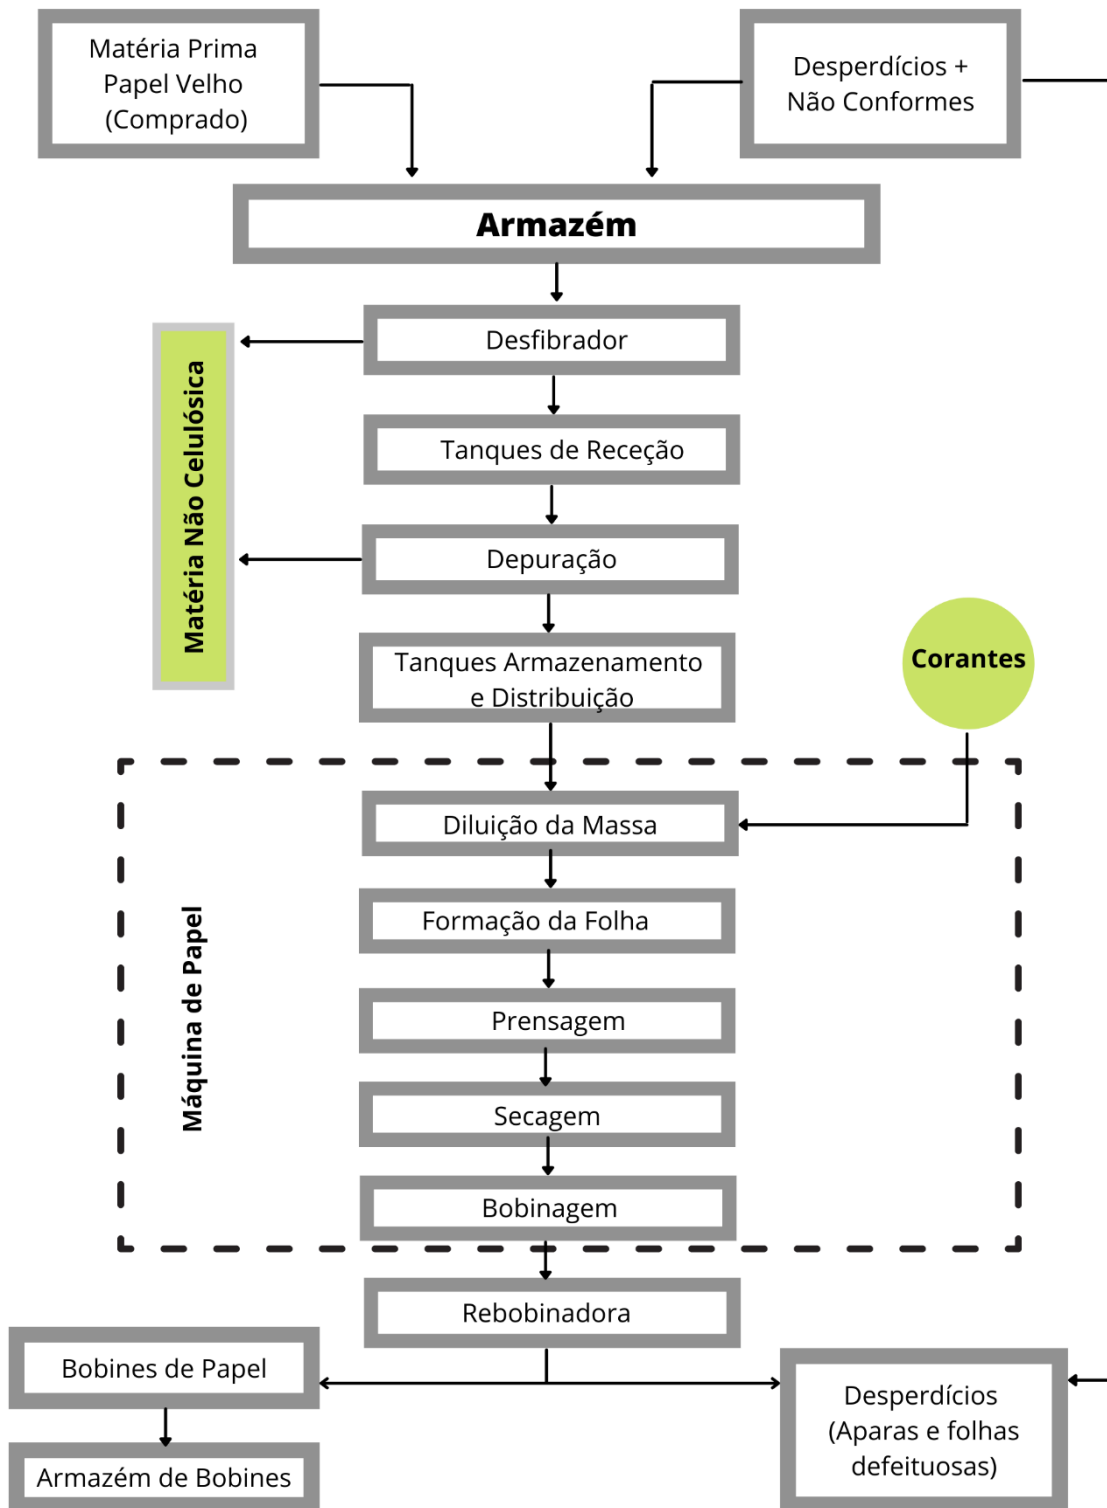 Matéria Prima
Papel Velho
(Comprado)
Desperdícios +
Não Conformes
Armazém
Desfibrador
Matéria Não Celulósica
Tanques de Receção
Depuração
Tanques Armazenamento
e Distribuição
Corantes
Diluição da Massa
Formação da Folha
Máquina de Papel
Prensagem
Secagem
Bobinagem
Rebobinadora
Bobines de Papel
Desperdícios
(Aparas e folhas
defeituosas)
Armazém de Bobines